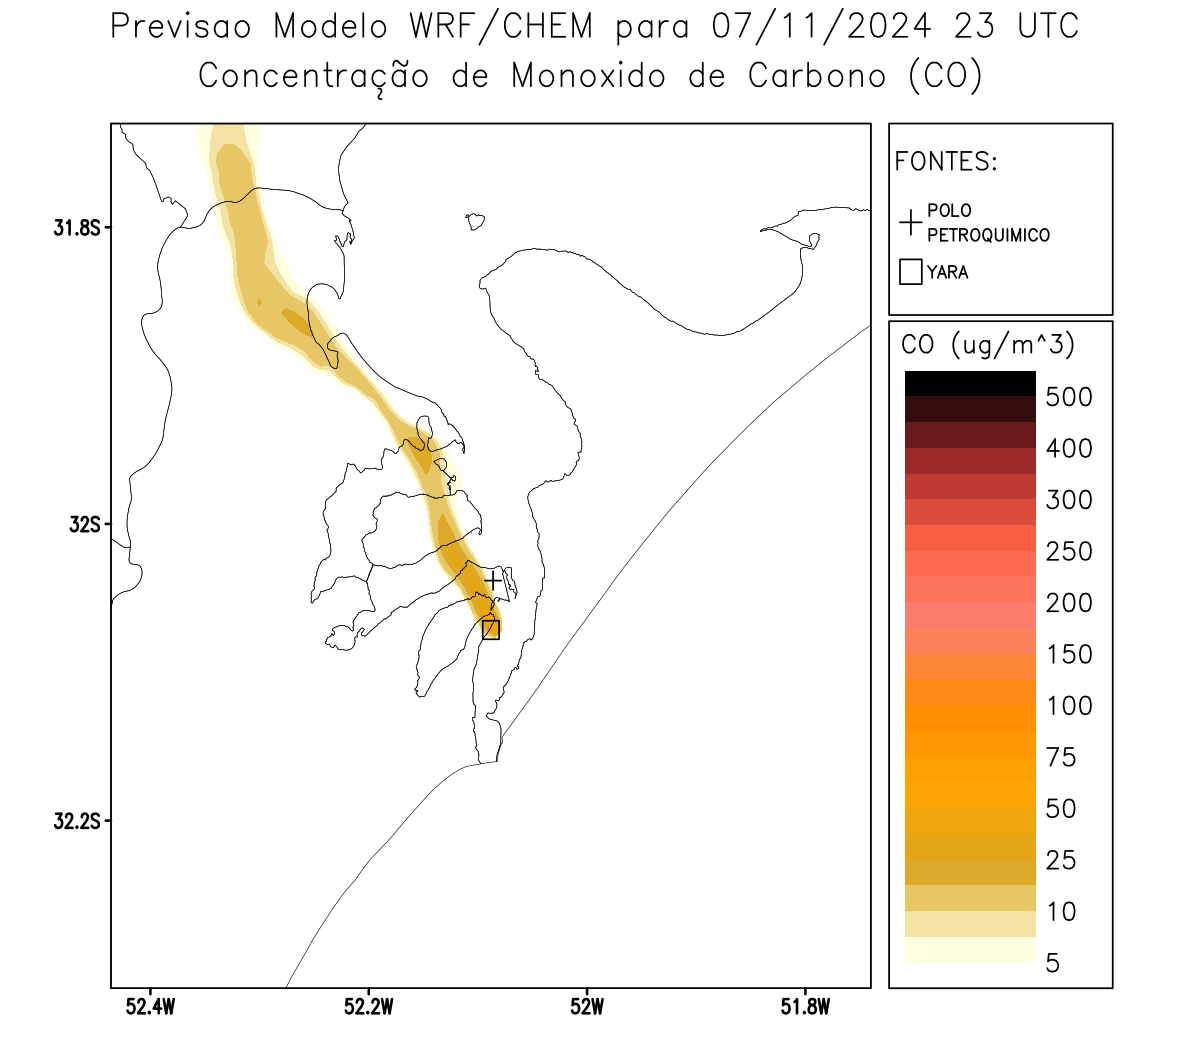 Previsao Modelo WRF/CHEM para 07/11/2024 23 UTC
Concentração de Monoxido de Carbono (CO)
FONTES:
POLO
PETROQUIMICO
YARA
31.8S
32S
32.2S
52.4W
52.2W
52W
51.8W
CO (ug/m^3)
500
400
300
250
200
150
100
75
50
25
10
5